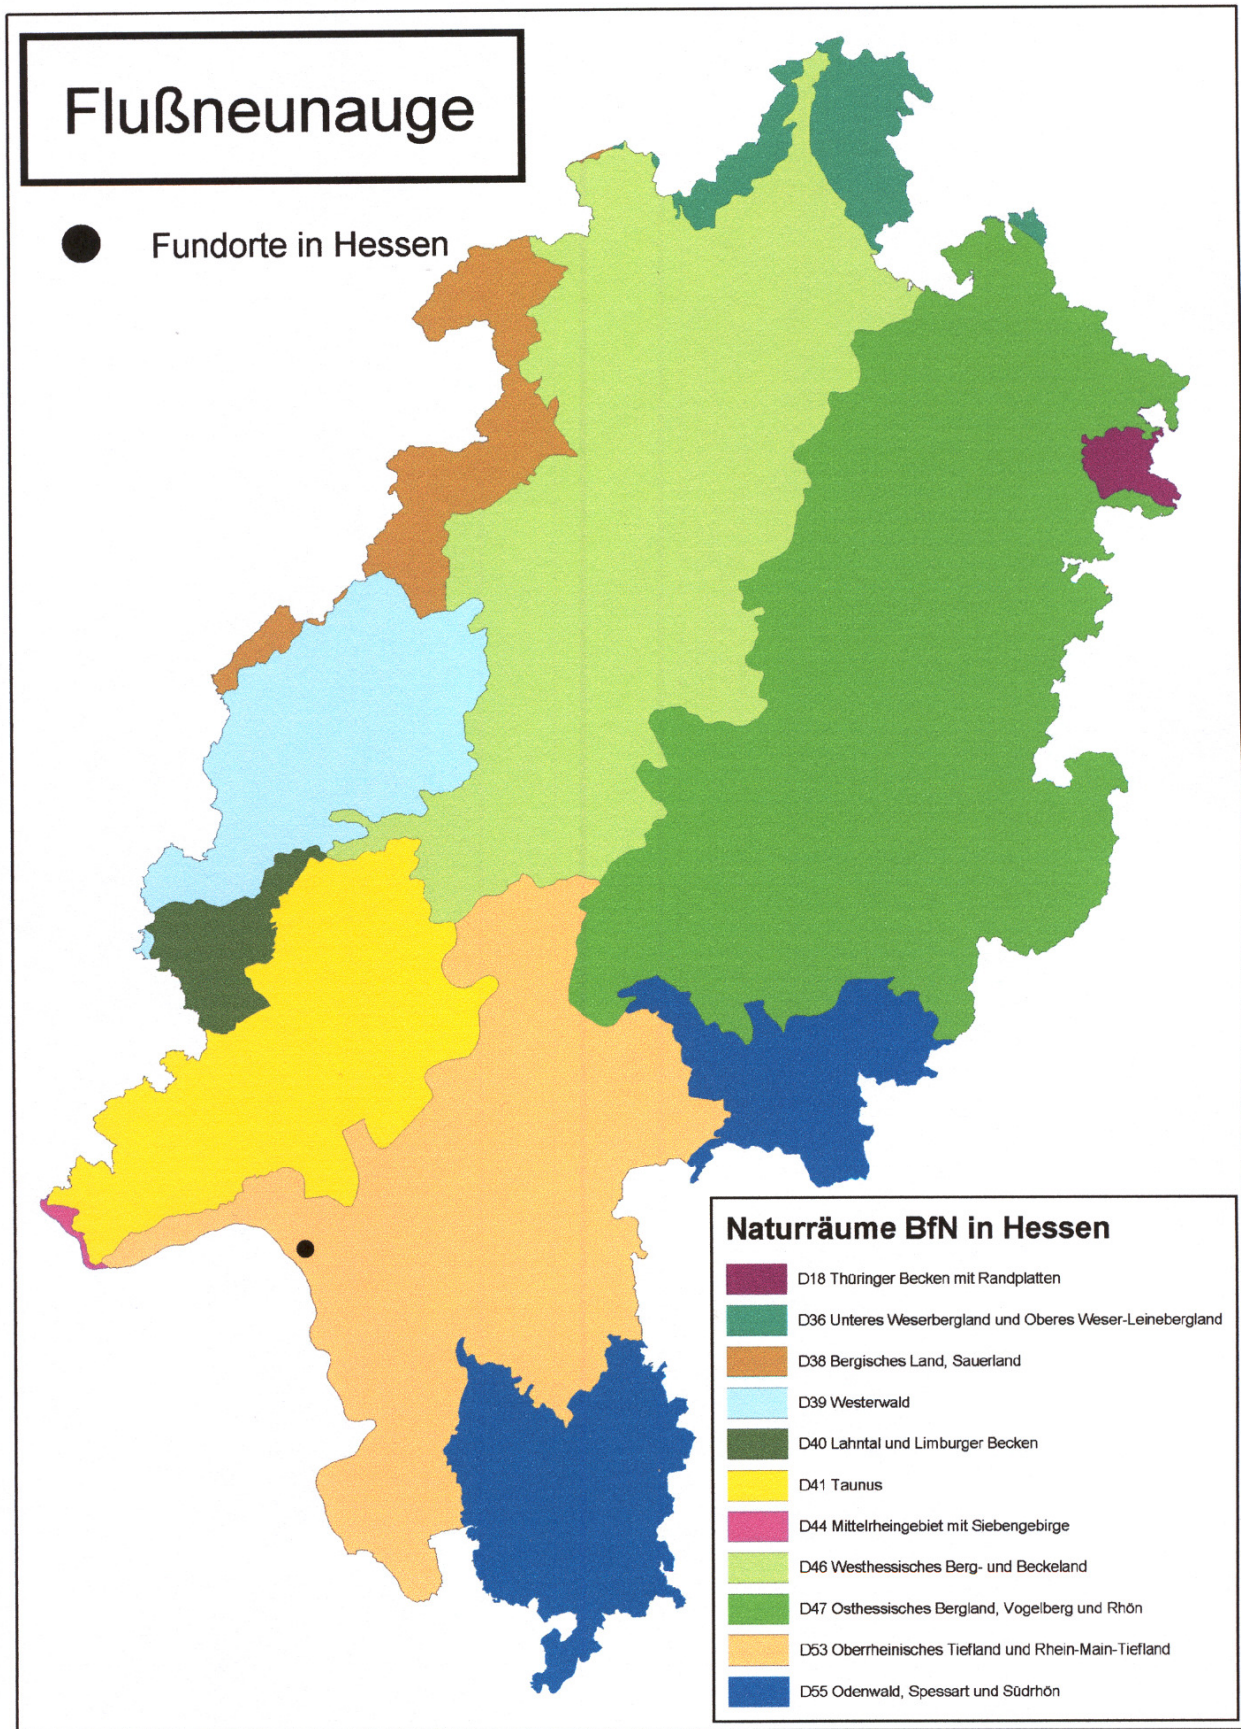 Flußneunauge
Fundorte in Hessen
Naturräume BfN in Hessen
D18 Thüringer Becken mit Randplatten
D36 Unteres Weserbergland und Oberes Weser-Leinebergland
D38 Bergisches Land, Sauerland
D39 Westerwald
D40 Lahntal und Limburger Becken
D41 Taunus
D44 Mittelrheingebiet mit Siebengebirge
D46 Westhessisches Berg- und Beckeland
D47 Osthessisches Bergland, Vogelberg und Rhön
D53 Oberrheinisches Tiefland und Rhein-Main-Tiefland
D55 Odenwald, Spessart und Südrhön